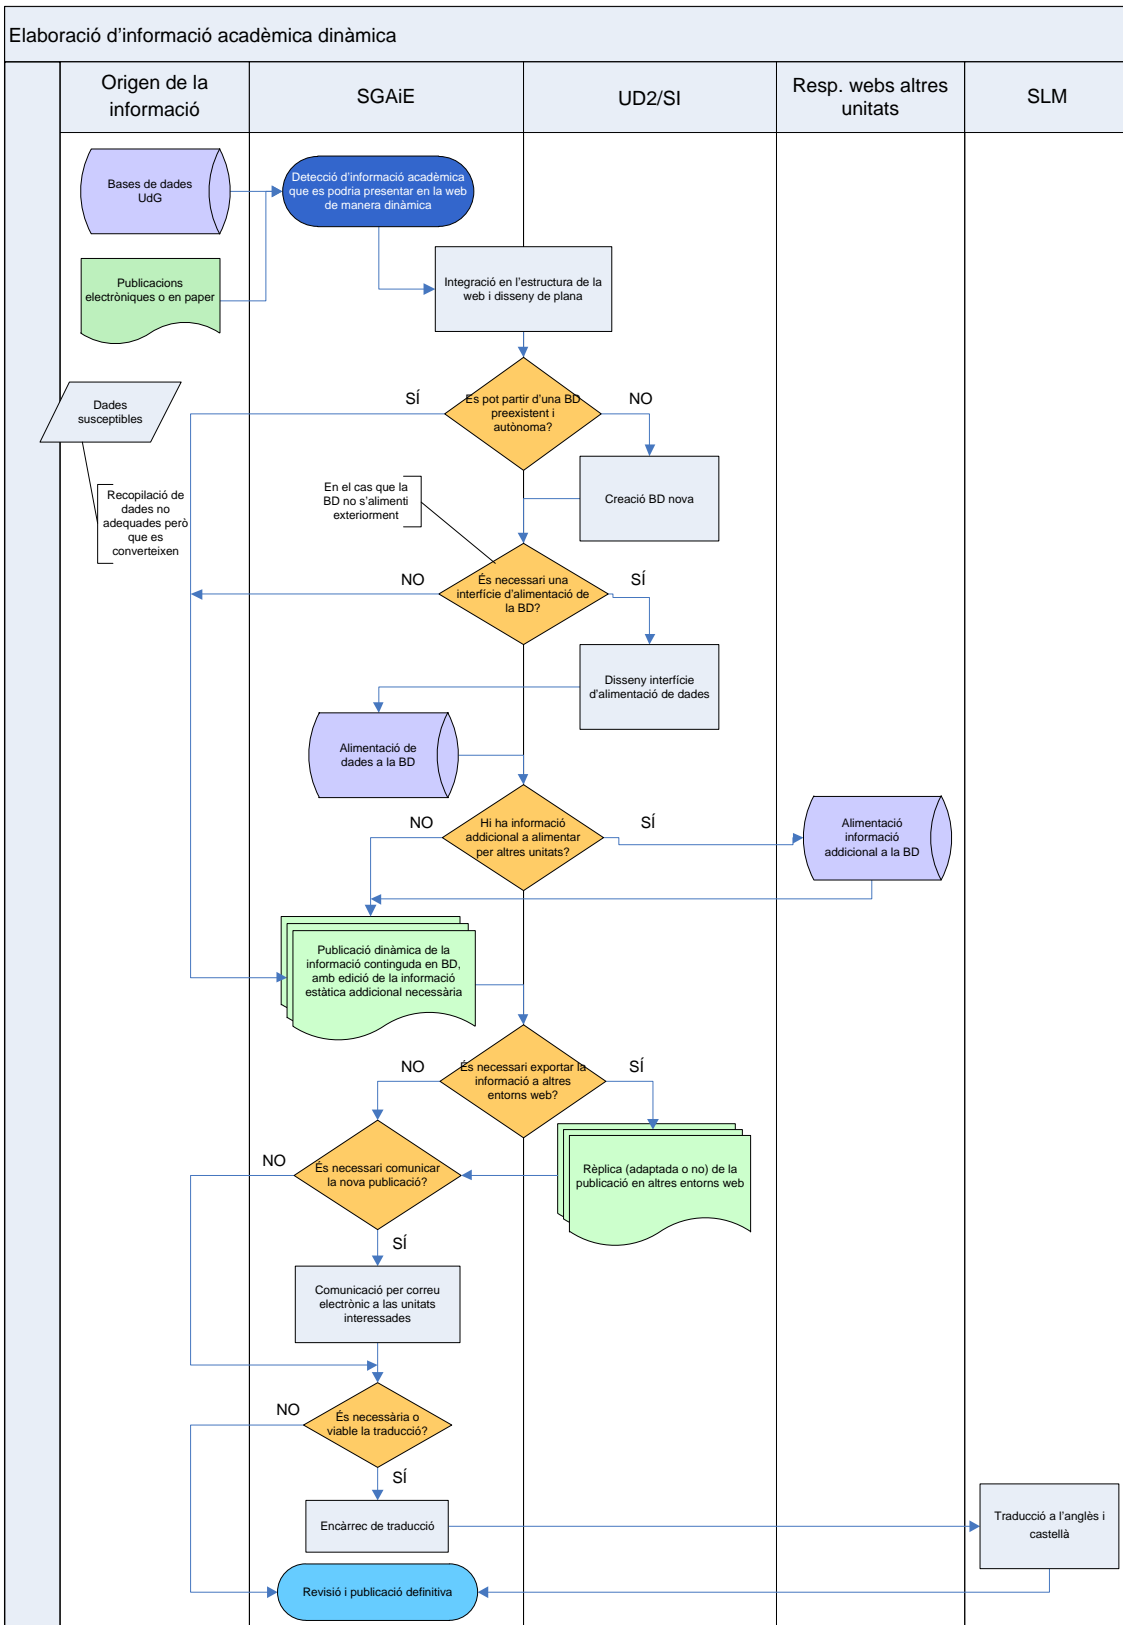 Elaboració d’informació acadèmica dinàmica
Origen de la
informació
SGAiE
UD2/SI
Resp. webs altres
unitats
SLM
Bases de dades
UdG
Detecció d’informació acadèmica
que es podria presentar en la web
de manera dinàmica
Publicacions
electròniques o en paper
Integració en l’estructura de la
web i disseny de plana
Dades
susceptibles
SÍ
Es pot partir d’una BD
preexistent i
autònoma?
NO
Recopilació de
dades no
adequades però
que es
converteixen
En el cas que la
BD no s’alimenti
exteriorment
Creació BD nova
NO
És necessari una
interfície d’alimentació de
la BD?
SÍ
Disseny interfície
d’alimentació de dades
Alimentació de
dades a la BD
NO
Hi ha informació
addicional a alimentar
per altres unitats?
SÍ
Alimentació
informació
addicional a la BD
Publicació dinàmica de la
informació continguda en BD,
amb edició de la informació
estàtica addicional necessària
NO
És necessari exportar la
informació a altres
entorns web?
SÍ
NO
És necessari comunicar
la nova publicació?
Rèplica (adaptada o no) de la
publicació en altres entorns web
SÍ
Comunicació per correu
electrònic a las unitats
interessades
NO
És necessària o
viable la traducció?
SÍ
Encàrrec de traducció
Traducció a l’anglès i
castellà
Revisió i publicació definitiva